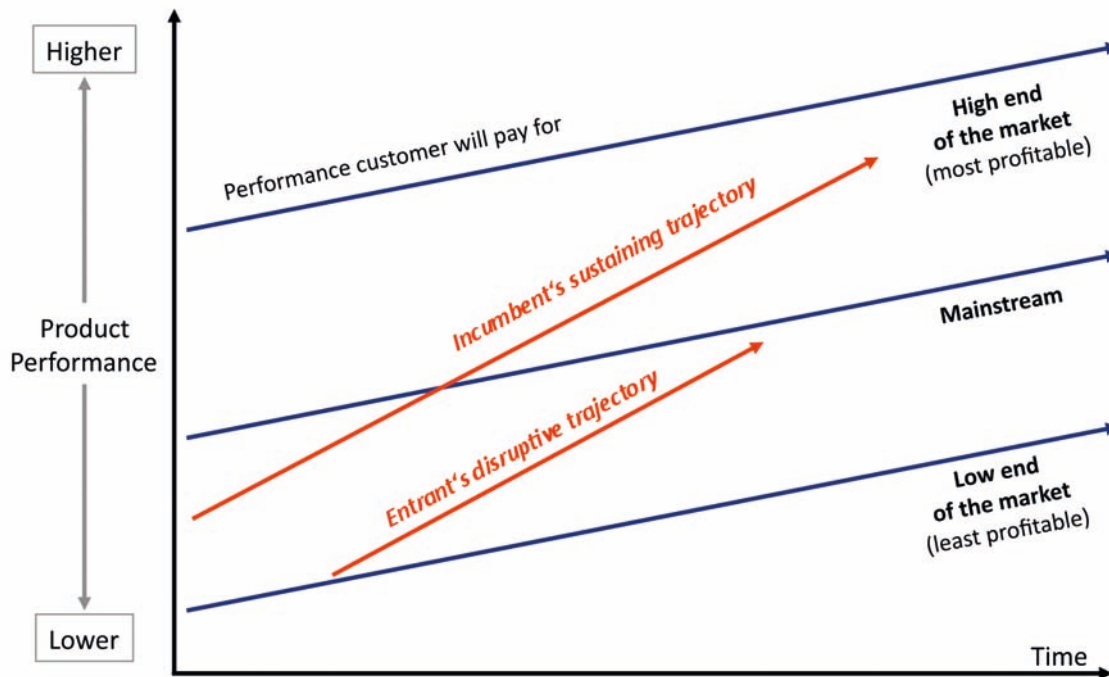 Higher
Performance customer will pay for
High end
of the market
(most profitable)
Incumbent‘s sustaining trajectory
Mainstream
Product
Performance
Entrant‘s disruptive trajectory
Low end
of the market
(least profitable)
Lower
Time